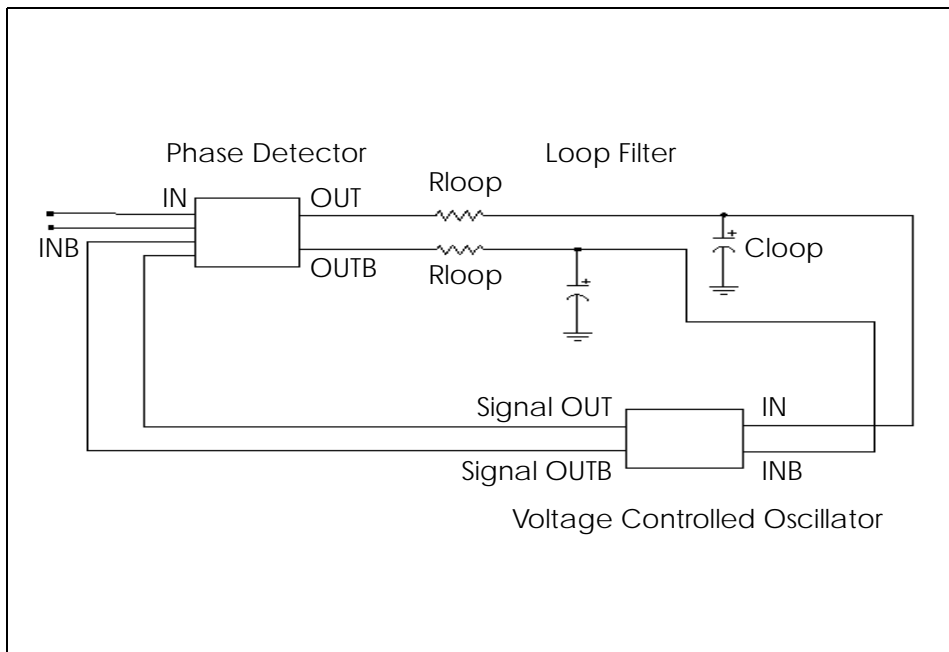 Phase Detector
Loop Filter
IN
OUT
Rloop
INB
OUTB
Rloop
Cloop
Signal OUT
IN
Signal OUTB
INB
Voltage Controlled Oscillator